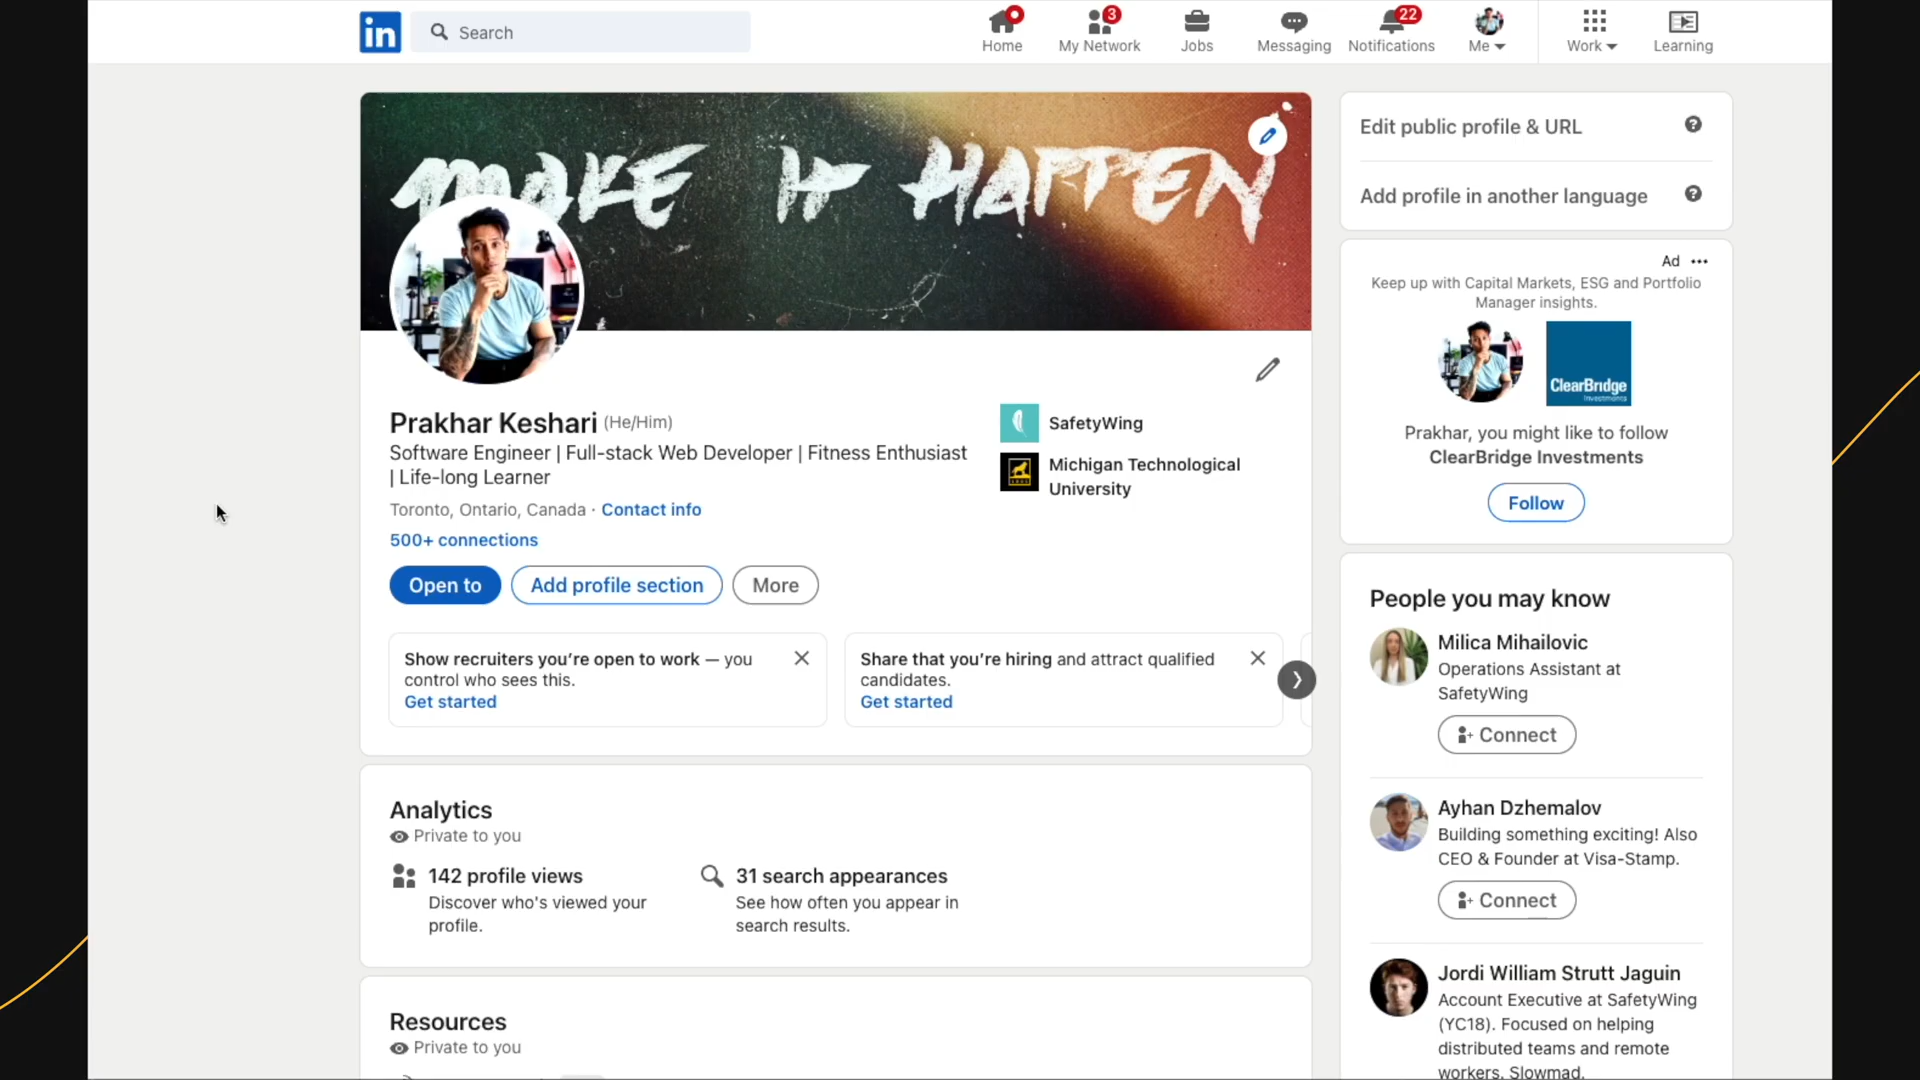 in
Search
Home
3
My Network
Jobs
Messaging
22
Notifications
Me
Work
Learning
MAKE IT HAPPEN
Prakhar Keshari (He/Him)
Software Engineer | Full-stack Web Developer | Fitness Enthusiast
| Life-long Learner
Toronto, Ontario, Canada · Contact info
500+ connections
Open to
Add profile section
More
SafetyWing
Michigan Technological
University
Show recruiters you're open to work — you
control who sees this.
Get started
Share that you're hiring and attract qualified
candidates.
Get started
Analytics
Private to you
142 profile views
Discover who's viewed your
profile.
31 search appearances
See how often you appear in
search results.
Resources
Private to you
Edit public profile & URL
Add profile in another language
Ad
Keep up with Capital Markets, ESG and Portfolio
Manager insights.
ClearBridge
Investments
Prakhar, you might like to follow
ClearBridge Investments
Follow
People you may know
Milica Mihailovic
Operations Assistant at
SafetyWing
Connect
Ayhan Dzhemalov
Building something exciting! Also
CEO & Founder at Visa-Stamp.
Connect
Jordi William Strutt Jaguin
Account Executive at SafetyWing
(YC18). Focused on helping
distributed teams and remote
workers. Slowmad.